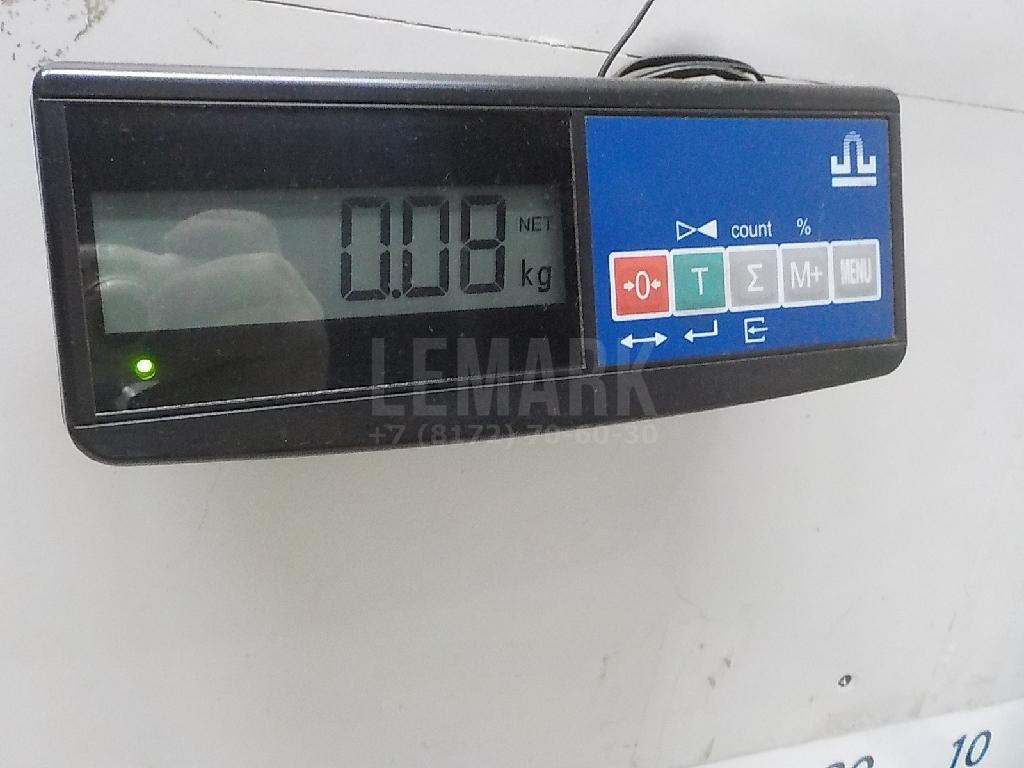 0.08 NET
kg
count %
→0← T Σ M+ MENU
LEMARK
+7 (8172) 70-60-30
10